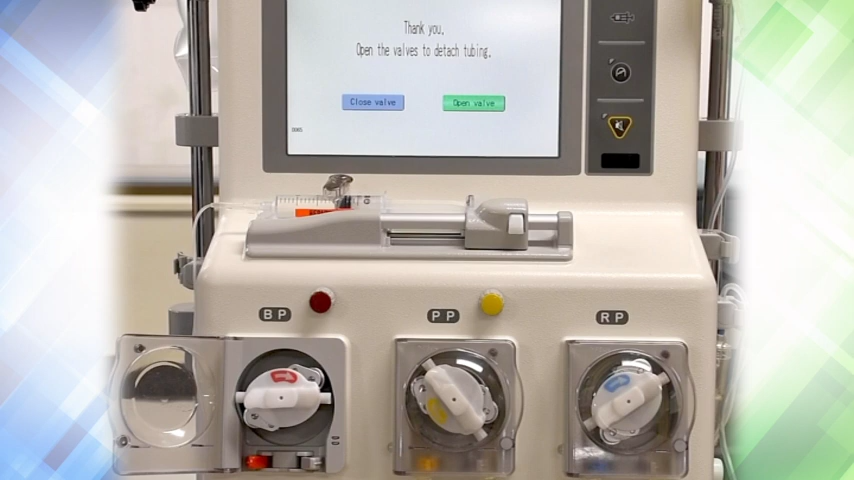 Thank you.
Open the valves to detach tubing.
Close valve
Open valve
BP
PP
RP